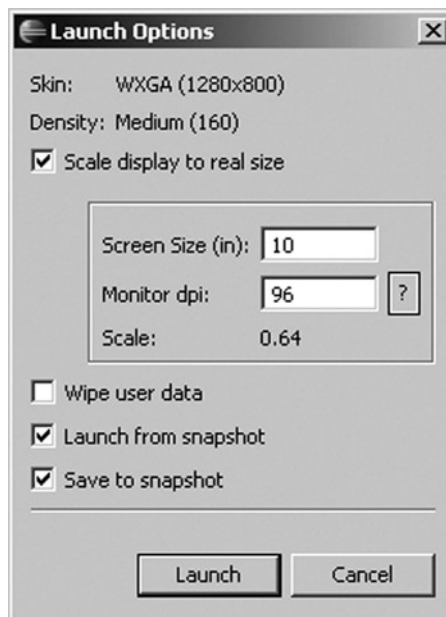 Launch Options
Skin: WXGA (1280x800)
Density: Medium (160)
Scale display to real size
Screen Size (in): 10
Monitor dpi: 96 ?
Scale: 0.64
Wipe user data
Launch from snapshot
Save to snapshot
Launch Cancel